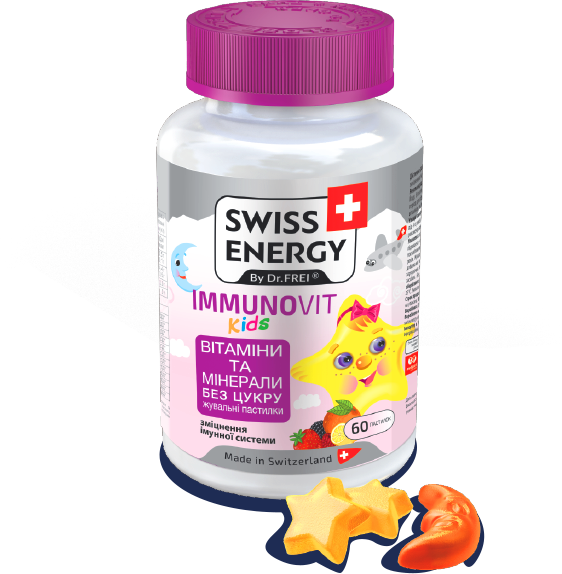 SWISS
ENERGY
By Dr.FREI®
IMMUNOVIT
Kids
ВІТАМІНИ
ТА
МІНЕРАЛИ
БЕЗ ЦУКРУ
жувальні пастилки
зміцнення
імунної системи
60 ПАСТИЛОК
Made in Switzerland